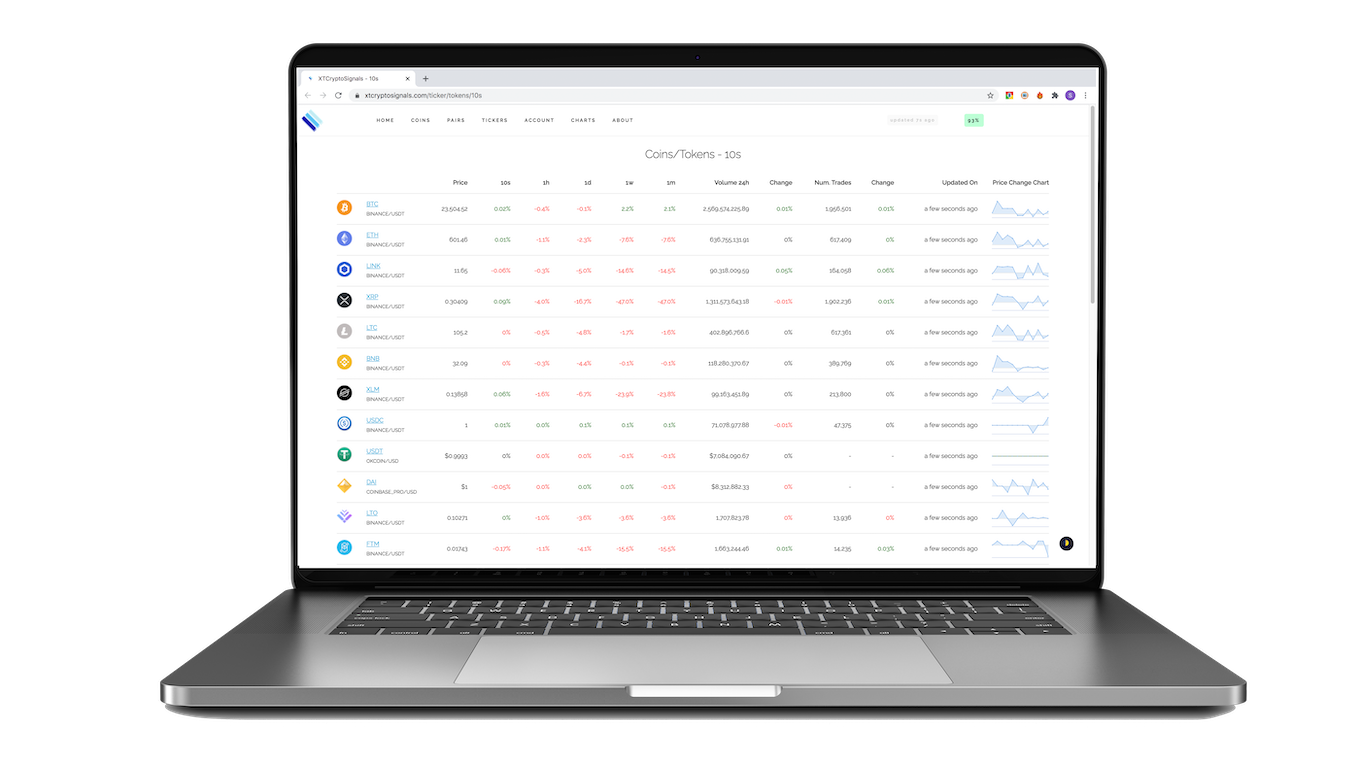 XTCryptoSignals - 10s
xtcryptosignals.com/ticker/tokens/10s
HOME COINS PAIRS TICKERS ACCOUNT CHARTS ABOUT updated 7s ago 93%
Coins/Tokens - 10s
Price 10s 1h 1d 1w 1m Volume 24h Change Num. Trades Change Updated On Price Change Chart
BTC 23,504.52 0.02% -0.4% -0.1% 2.2% 2.1% 2,569,574,225.89 0.01% 1,956,501 0.01% a few seconds ago
BINANCE/USDT
ETH 601.46 0.01% -1.1% -2.3% -7.6% -7.6% 636,755,131.91 0% 617,409 0% a few seconds ago
BINANCE/USDT
LINK 11.65 -0.06% -0.3% -5.0% -14.6% -14.5% 90,318,009.59 0.05% 164,058 0.06% a few seconds ago
BINANCE/USDT
XRP 0.30409 0.09% -4.0% -16.7% -47.0% -47.0% 1,311,573,643.18 -0.01% 1,902,236 0.01% a few seconds ago
BINANCE/USDT
LTC 105.2 0% -0.5% -4.8% -1.7% -1.6% 402,896,766.6 0% 617,361 0% a few seconds ago
BINANCE/USDT
BNB 32.09 0% -0.3% -4.4% -0.1% -0.1% 118,280,370.67 0% 389,769 0% a few seconds ago
BINANCE/USDT
XLM 0.13858 0.06% -1.8% -6.7% -23.9% -23.8% 99,163,451.89 0% 213,800 0% a few seconds ago
BINANCE/USDT
USDC 1 0.01% 0.0% 0.1% 0.1% 0.1% 71,078,977.88 -0.01% 47,375 0% a few seconds ago
BINANCE/USDT
USDT $0.9993 0% 0.0% 0.0% -0.1% -0.1% $7,084,090.67 0% - - a few seconds ago
OKCOIN/USD
DAI $1 -0.05% 0.0% 0.0% 0.0% -0.1% $8,312,882.33 0% - - a few seconds ago
COINBASE_PRO/USD
LTO 0.10271 0% -1.0% -3.6% -3.6% -3.6% 1,707,823.78 0% 13,936 0% a few seconds ago
BINANCE/USDT
FTM 0.01743 -0.17% -1.1% -4.1% -15.5% -15.5% 1,663,244.46 0.01% 14,235 0.03% a few seconds ago
BINANCE/USDT